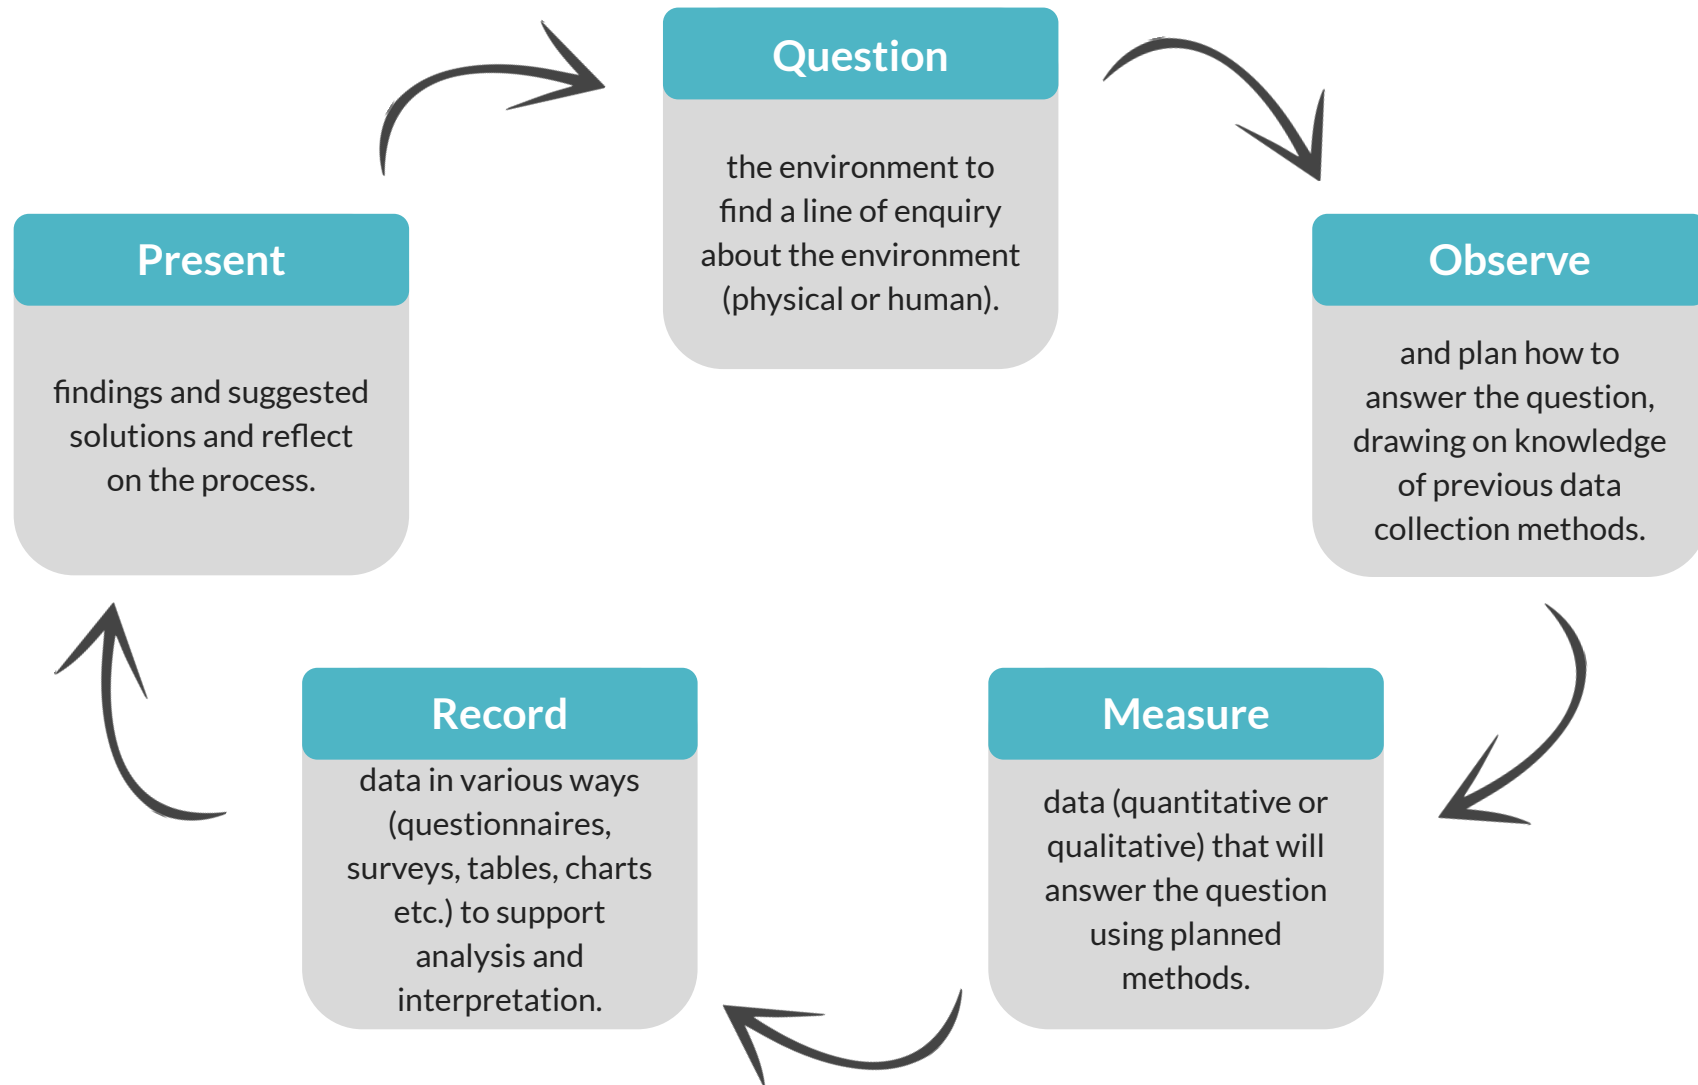 Question
the environment to
find a line of enquiry
about the environment
(physical or human).
Observe
and plan how to
answer the question,
drawing on knowledge
of previous data
collection methods.
Measure
data (quantitative or
qualitative) that will
answer the question
using planned
methods.
Record
data in various ways
(questionnaires,
surveys, tables, charts
etc.) to support
analysis and
interpretation.
Present
findings and suggested
solutions and reflect
on the process.